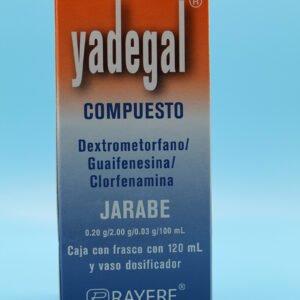 yadegal®
COMPUESTO
Dextrometorfano/
Guaifenesina/
Clorfenamina
JARABE
0.20 g/2.00 g/0.03 g/100 mL
Caja con frasco con 120 mL
y vaso dosificador
RAYERE®